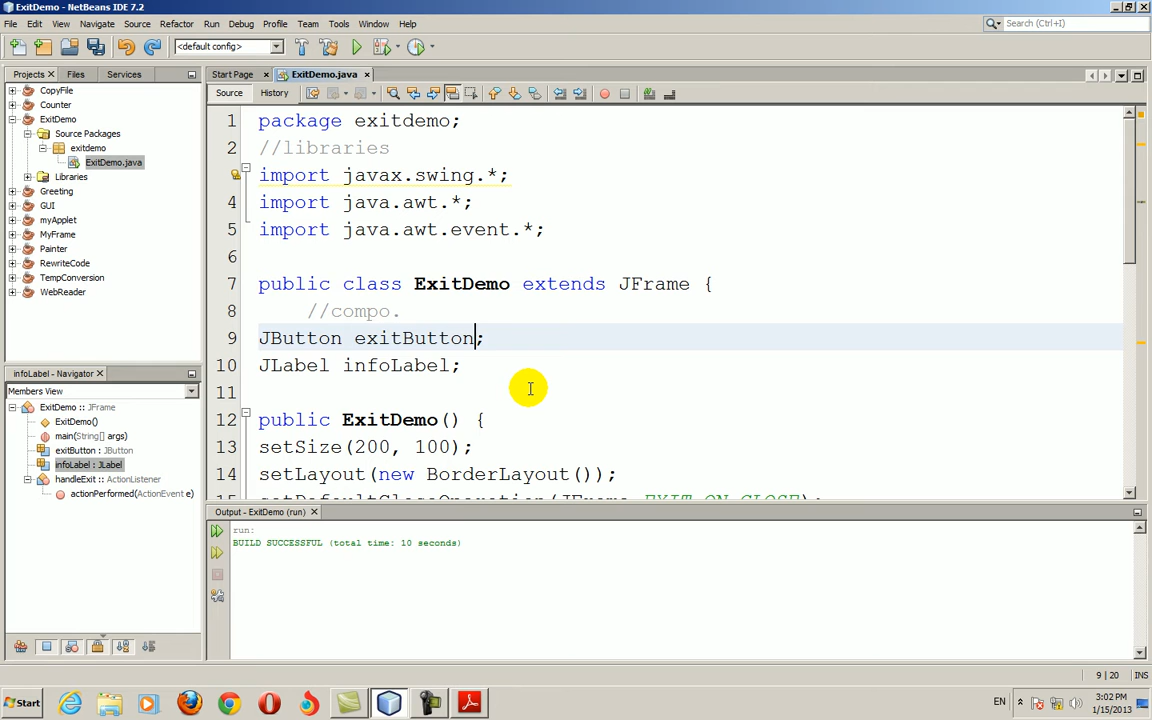 ExitDemo - NetBeans IDE 7.2
File Edit View Navigate Source Refactor Run Debug Profile Team Tools Window Help
Search (Ctrl+I)
<default config>
Projects Files Services
Start Page ExitDemo.java
Source History
CopyFile
Counter
ExitDemo
Source Packages
exitdemo
ExitDemo.java
Libraries
Greeting
GUI
myApplet
MyFrame
Painter
RewriteCode
TempConversion
WebReader
1 package exitdemo;
2 //libraries
import javax.swing.*;
4 import java.awt.*;
5 import java.awt.event.*;
6
7 public class ExitDemo extends JFrame {
8 //compo.
9 JButton exitButton;
10 JLabel infoLabel;
11
12 public ExitDemo() {
13 setSize(200, 100);
14 setLayout(new BorderLayout());
15 setDefaultCloseOperation(JFrame.EXIT_ON_CLOSE);
infoLabel - Navigator
Members View
ExitDemo :: JFrame
ExitDemo()
main(String[] args)
exitButton : JButton
infoLabel : JLabel
handleExit :: ActionListener
actionPerformed(ActionEvent e)
Output - ExitDemo (run)
run:
BUILD SUCCESSFUL (total time: 10 seconds)
9 | 20 INS
Start
EN
3:02 PM
1/15/2013